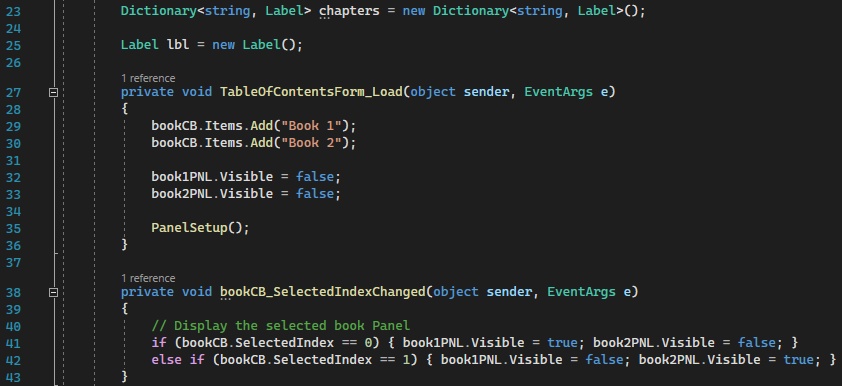 23 Dictionary<string, Label> chapters = new Dictionary<string, Label>();
24
25 Label lbl = new Label();
26
1 reference
27 private void TableOfContentsForm_Load(object sender, EventArgs e)
28 {
29 bookCB.Items.Add("Book 1");
30 bookCB.Items.Add("Book 2");
31
32 book1PNL.Visible = false;
33 book2PNL.Visible = false;
34
35 PanelSetup();
36 }
37
1 reference
38 private void bookCB_SelectedIndexChanged(object sender, EventArgs e)
39 {
40 // Display the selected book Panel
41 if (bookCB.SelectedIndex == 0) { book1PNL.Visible = true; book2PNL.Visible = false; }
42 else if (bookCB.SelectedIndex == 1) { book1PNL.Visible = false; book2PNL.Visible = true; }
43 }